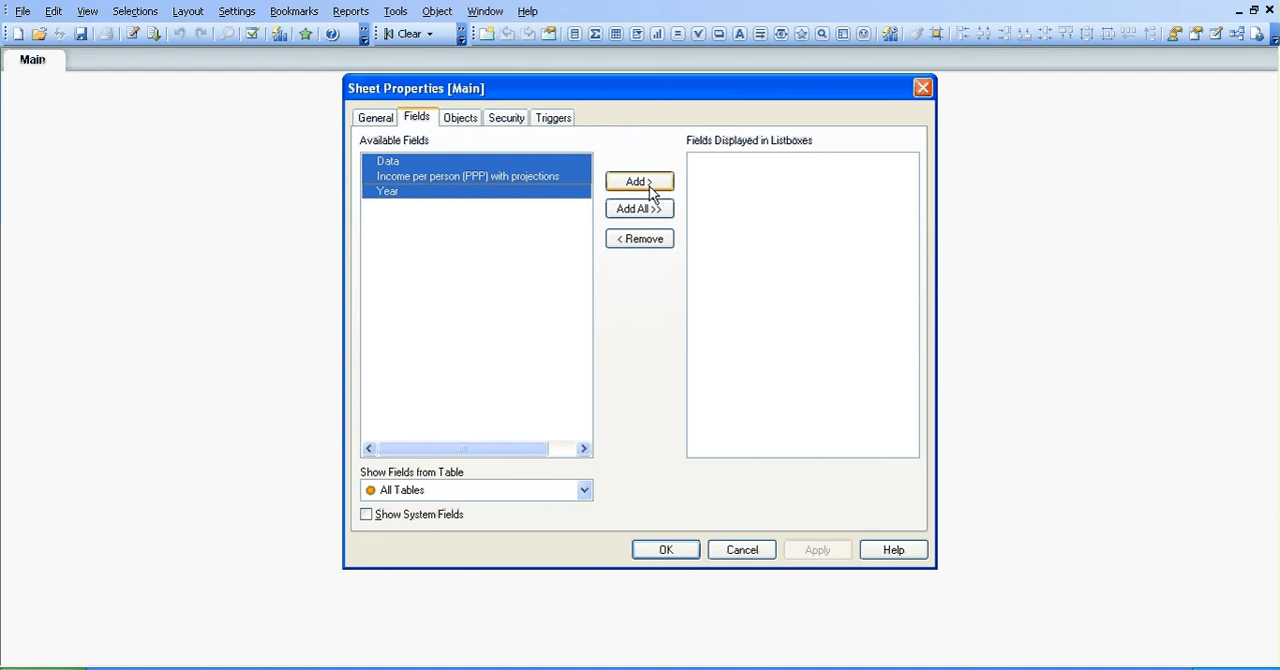 File Edit View Selections Layout Settings Bookmarks Reports Tools Object Window Help
Clear
Main
Sheet Properties [Main]
General Fields Objects Security Triggers
Available Fields
Fields Displayed in Listboxes
Data
Income per person (PPP) with projections
Year
Add >
Add All >>
< Remove
Show Fields from Table
All Tables
Show System Fields
OK Cancel Apply Help